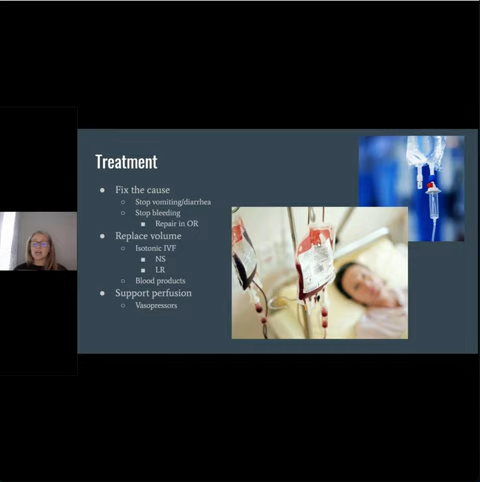 Treatment
Fix the cause
Stop vomiting/diarrhea
Stop bleeding
Repair in OR
Replace volume
Isotonic IVF
NS
LR
Blood products
Support perfusion
Vasopressors